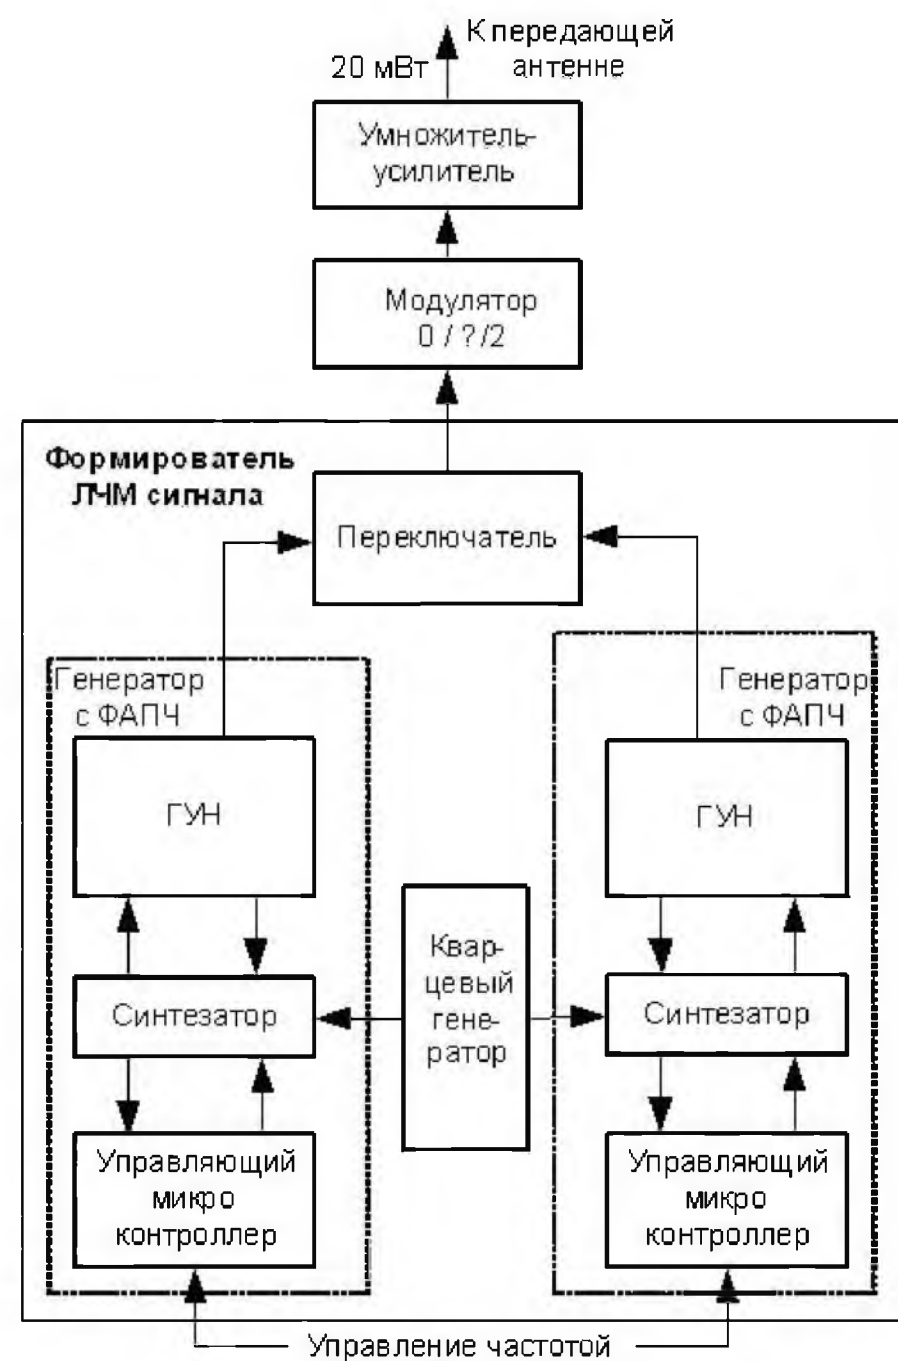 К передающей
антенне
20 мВт
Умножитель-
усилитель
Модулятор
0 / ? /2
Формирователь
ЛЧМ сигнала
Переключатель
Генератор
с ФАПЧ
Генератор
с ФАПЧ
ГУН
ГУН
Квар-
цевый
гене-
ратор
Синтезатор
Синтезатор
Управляющий
микро
контроллер
Управляющий
микро
контроллер
Управление частотой